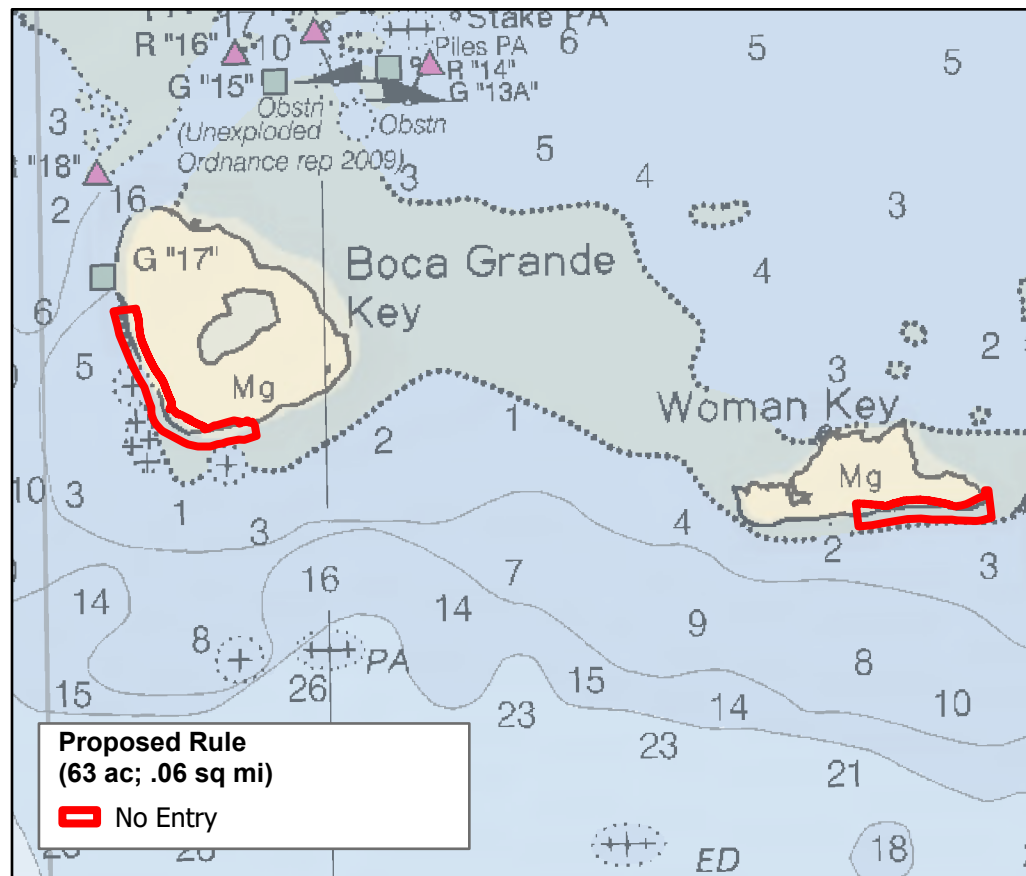 17
Stake PA
R "16"
10
Piles PA
6
5
5
G "15"
R "14"
G "13A"
Obstn
(Unexploded
Ordnance rep 2009)
Obstn
3
5
"18"
3
4
2
16
3
G "17"
Boca Grande
Key
4
6
5
2
3
Mg
Woman Key
1
2
Mg
10
3
1
3
4
2
3
7
16
14
14
9
8
8
PA
15
26
15
10
23
14
23
21
Proposed Rule
(63 ac; .06 sq mi)
No Entry
18
ED